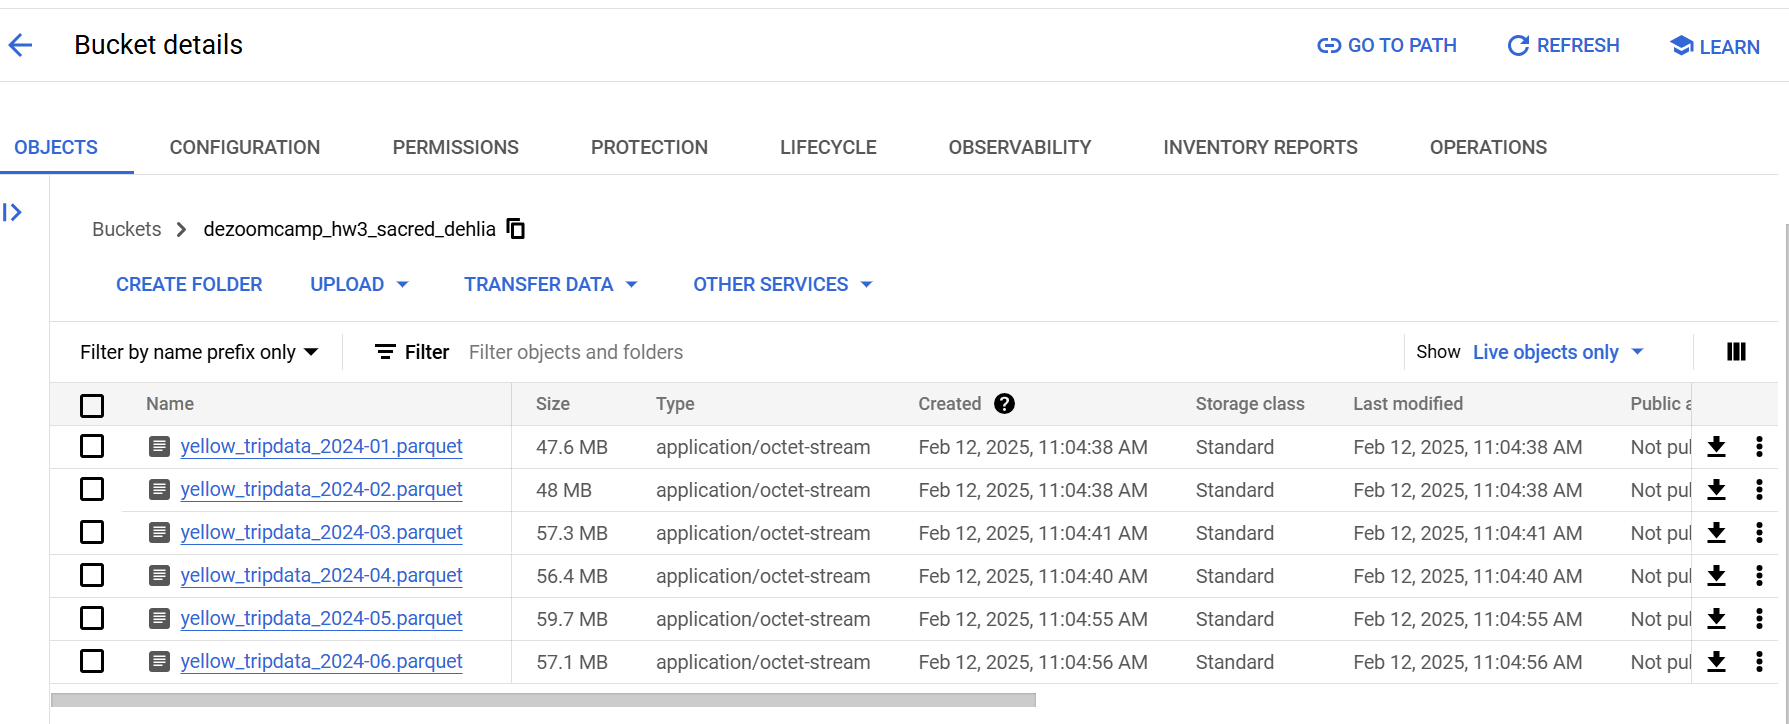 Bucket details
GO TO PATH REFRESH LEARN
OBJECTS CONFIGURATION PERMISSIONS PROTECTION LIFECYCLE OBSERVABILITY INVENTORY REPORTS OPERATIONS
Buckets > dezoomcamp_hw3_sacred_dehlia
CREATE FOLDER UPLOAD TRANSFER DATA OTHER SERVICES
Filter by name prefix only Filter Filter objects and folders Show Live objects only
Name Size Type Created ? Storage class Last modified Public a
yellow_tripdata_2024-01.parquet 47.6 MB application/octet-stream Feb 12, 2025, 11:04:38 AM Standard Feb 12, 2025, 11:04:38 AM Not pul
yellow_tripdata_2024-02.parquet 48 MB application/octet-stream Feb 12, 2025, 11:04:38 AM Standard Feb 12, 2025, 11:04:38 AM Not pul
yellow_tripdata_2024-03.parquet 57.3 MB application/octet-stream Feb 12, 2025, 11:04:41 AM Standard Feb 12, 2025, 11:04:41 AM Not pul
yellow_tripdata_2024-04.parquet 56.4 MB application/octet-stream Feb 12, 2025, 11:04:40 AM Standard Feb 12, 2025, 11:04:40 AM Not pul
yellow_tripdata_2024-05.parquet 59.7 MB application/octet-stream Feb 12, 2025, 11:04:55 AM Standard Feb 12, 2025, 11:04:55 AM Not pul
yellow_tripdata_2024-06.parquet 57.1 MB application/octet-stream Feb 12, 2025, 11:04:56 AM Standard Feb 12, 2025, 11:04:56 AM Not pul